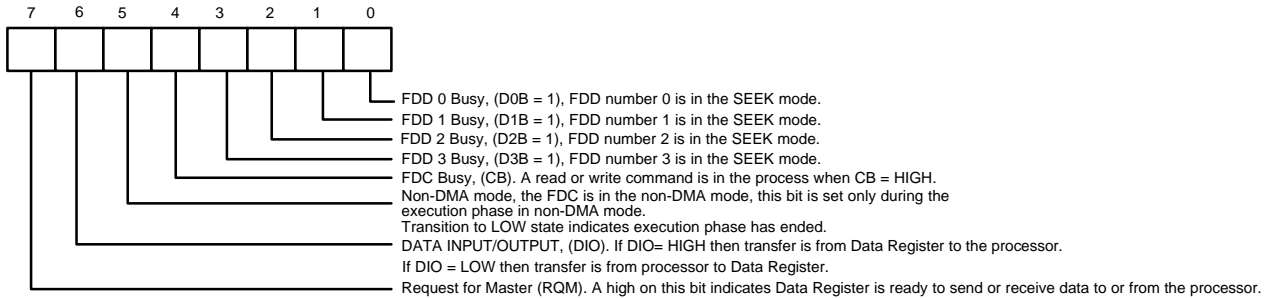 7 6 5 4 3 2 1 0
FDD 0 Busy, (D0B = 1), FDD number 0 is in the SEEK mode.
FDD 1 Busy, (D1B = 1), FDD number 1 is in the SEEK mode.
FDD 2 Busy, (D2B = 1), FDD number 2 is in the SEEK mode.
FDD 3 Busy, (D3B = 1), FDD number 3 is in the SEEK mode.
FDC Busy, (CB). A read or write command is in the process when CB = HIGH.
Non-DMA mode, the FDC is in the non-DMA mode, this bit is set only during the
execution phase in non-DMA mode.
Transition to LOW state indicates execution phase has ended.
DATA INPUT/OUTPUT, (DIO). If DIO= HIGH then transfer is from Data Register to the processor.
If DIO = LOW then transfer is from processor to Data Register.
Request for Master (RQM). A high on this bit indicates Data Register is ready to send or receive data to or from the processor.